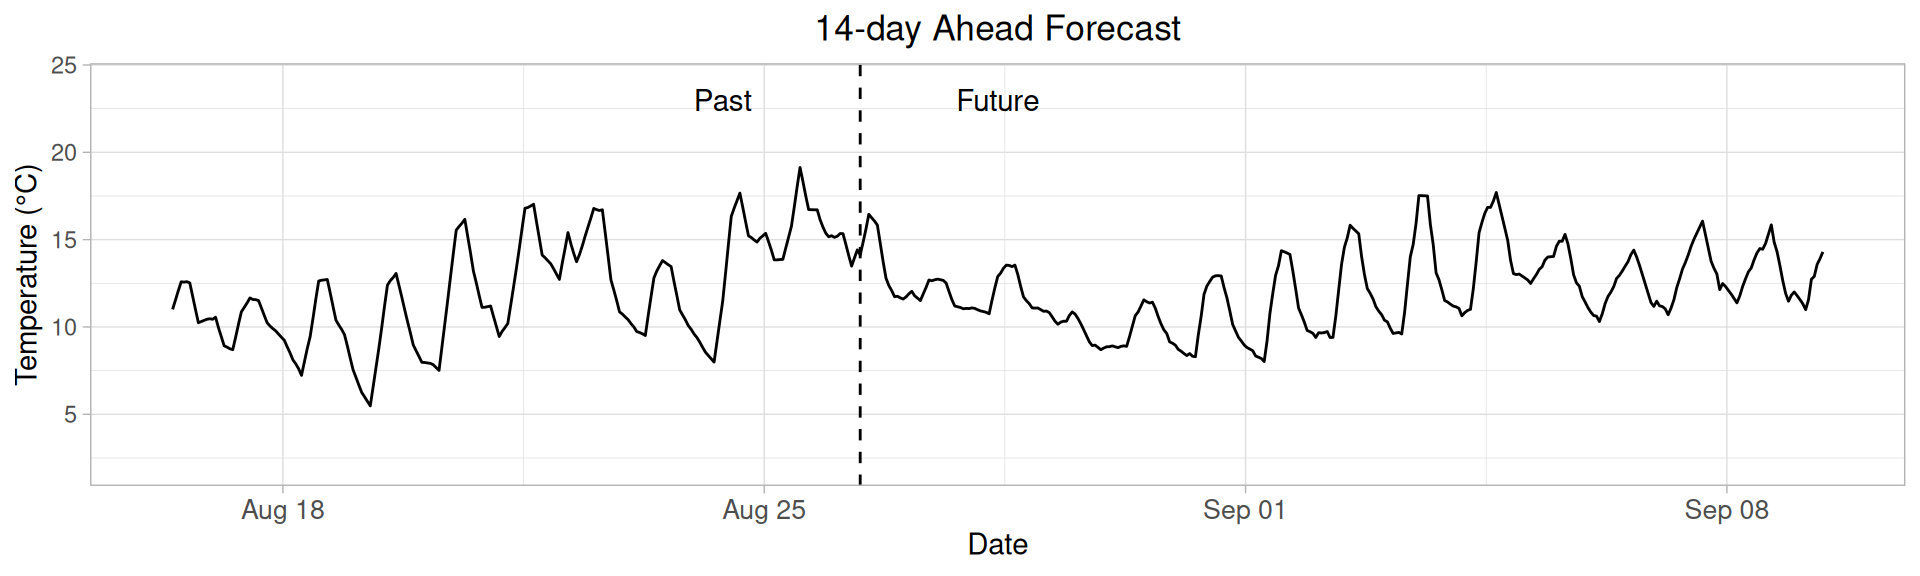 14-day Ahead Forecast
Past
Future
Temperature (°C)
25
20
15
10
5
Aug 18
Aug 25
Sep 01
Sep 08
Date